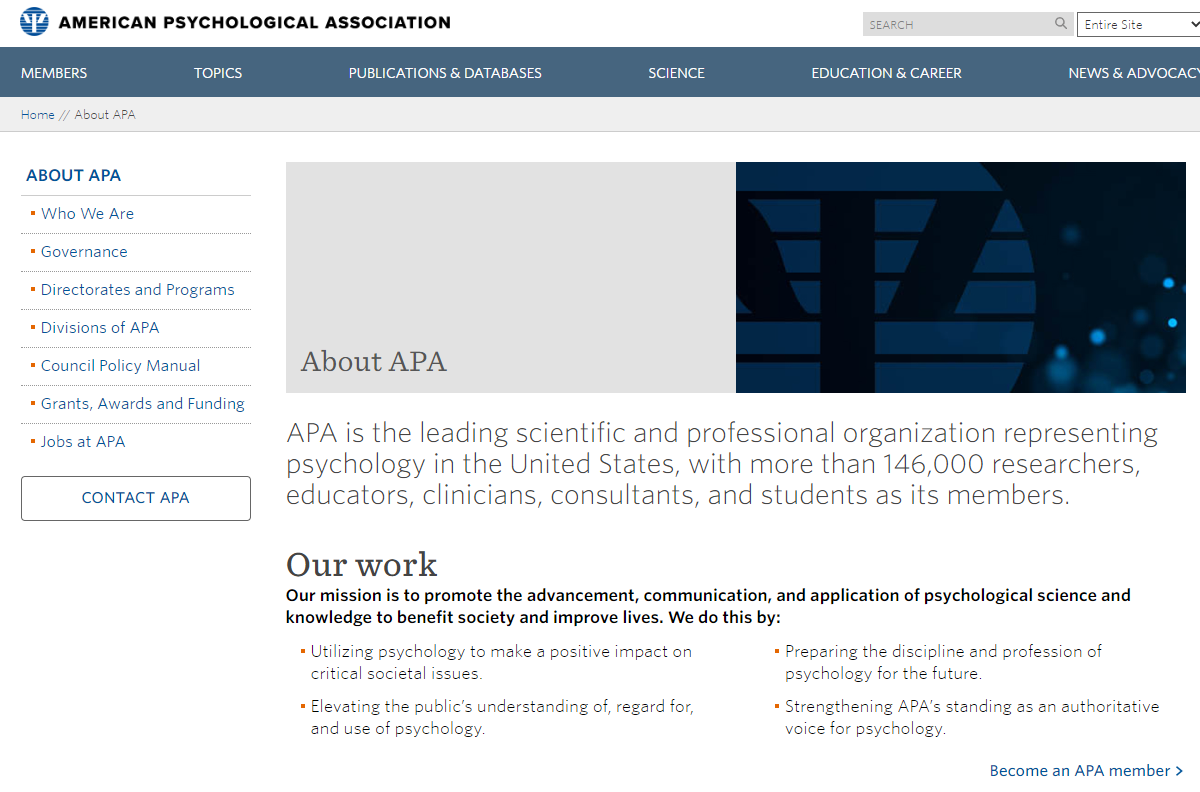 AMERICAN PSYCHOLOGICAL ASSOCIATION
SEARCH
Entire Site
MEMBERS
TOPICS
PUBLICATIONS & DATABASES
SCIENCE
EDUCATION & CAREER
NEWS & ADVOCACY
Home // About APA
ABOUT APA
Who We Are
Governance
Directorates and Programs
Divisions of APA
Council Policy Manual
Grants, Awards and Funding
Jobs at APA
CONTACT APA
About APA
APA is the leading scientific and professional organization representing
psychology in the United States, with more than 146,000 researchers,
educators, clinicians, consultants, and students as its members.
Our work
Our mission is to promote the advancement, communication, and application of psychological science and
knowledge to benefit society and improve lives. We do this by:
Utilizing psychology to make a positive impact on
critical societal issues.
Elevating the public’s understanding of, regard for,
and use of psychology.
Preparing the discipline and profession of
psychology for the future.
Strengthening APA’s standing as an authoritative
voice for psychology.
Become an APA member >